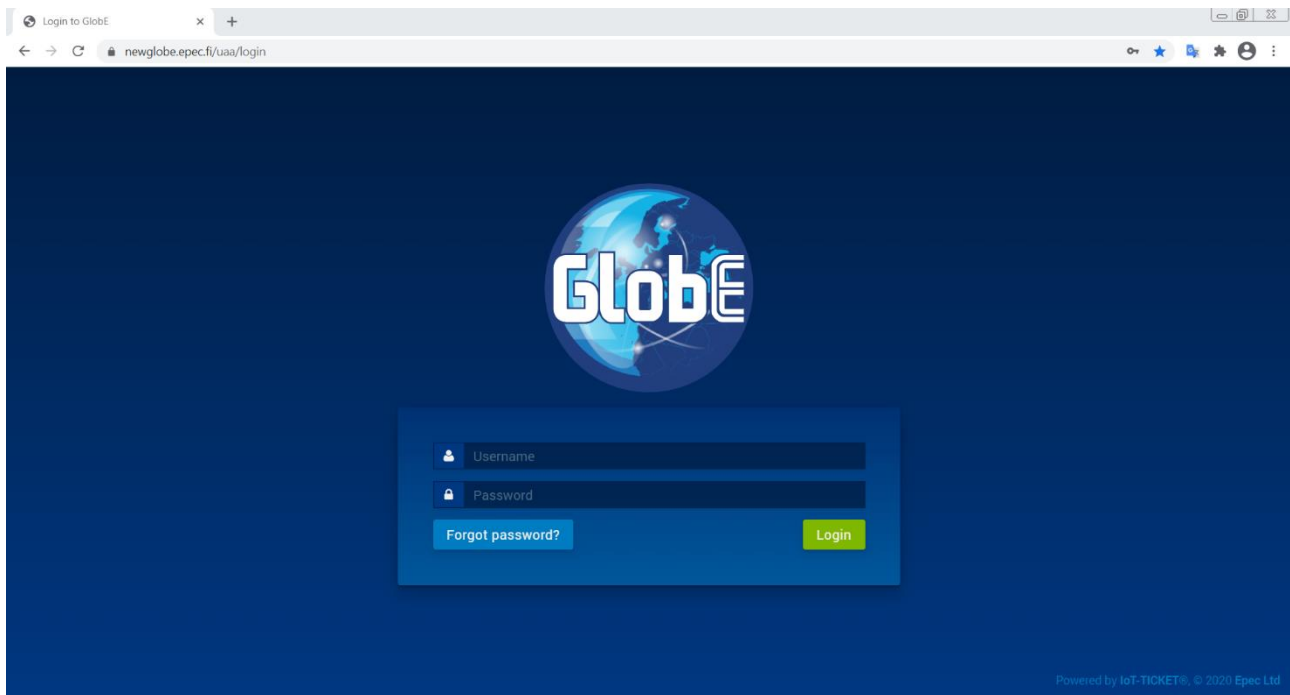 Login to GlobE
newglobe.epec.fi/uaa/login
GlobE
Username
Password
Forgot password?
Login
Powered by IoT-TICKET®, © 2020 Epec Ltd